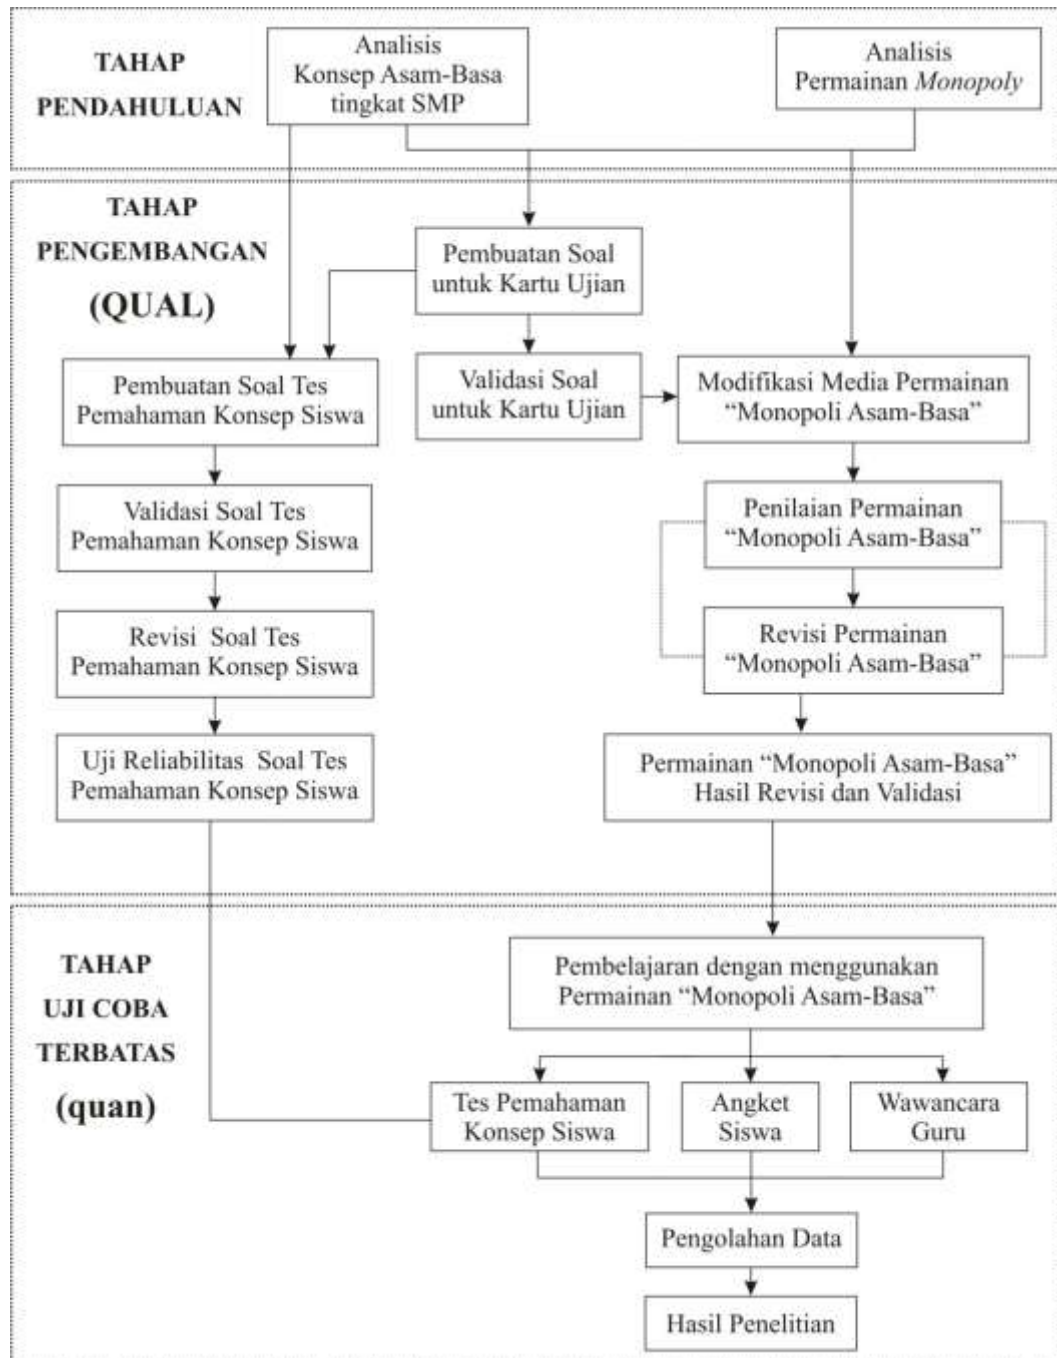 TAHAP
PENDAHULUAN
Analisis
Konsep Asam-Basa
tingkat SMP
Analisis
Permainan Monopoly
TAHAP
PENGEMBANGAN
(QUAL)
Pembuatan Soal
untuk Kartu Ujian
Pembuatan Soal Tes
Pemahaman Konsep Siswa
Validasi Soal
untuk Kartu Ujian
Modifikasi Media Permainan
“Monopoli Asam-Basa”
Validasi Soal Tes
Pemahaman Konsep Siswa
Penilaian Permainan
“Monopoli Asam-Basa”
Revisi Soal Tes
Pemahaman Konsep Siswa
Revisi Permainan
“Monopoli Asam-Basa”
Uji Reliabilitas Soal Tes
Pemahaman Konsep Siswa
Permainan “Monopoli Asam-Basa”
Hasil Revisi dan Validasi
TAHAP
UJI COBA
TERBATAS
(quan)
Pembelajaran dengan menggunakan
Permainan “Monopoli Asam-Basa”
Tes Pemahaman
Konsep Siswa
Angket
Siswa
Wawancara
Guru
Pengolahan Data
Hasil Penelitian